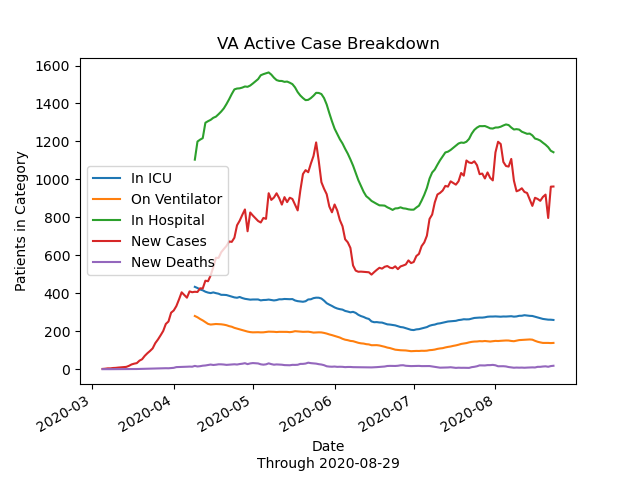 VA Active Case Breakdown
Patients in Category
1600
1400
1200
1000
800
600
400
200
0
In ICU
On Ventilator
In Hospital
New Cases
New Deaths
2020-03
2020-04
2020-05
2020-06
2020-07
2020-08
Date
Through 2020-08-29